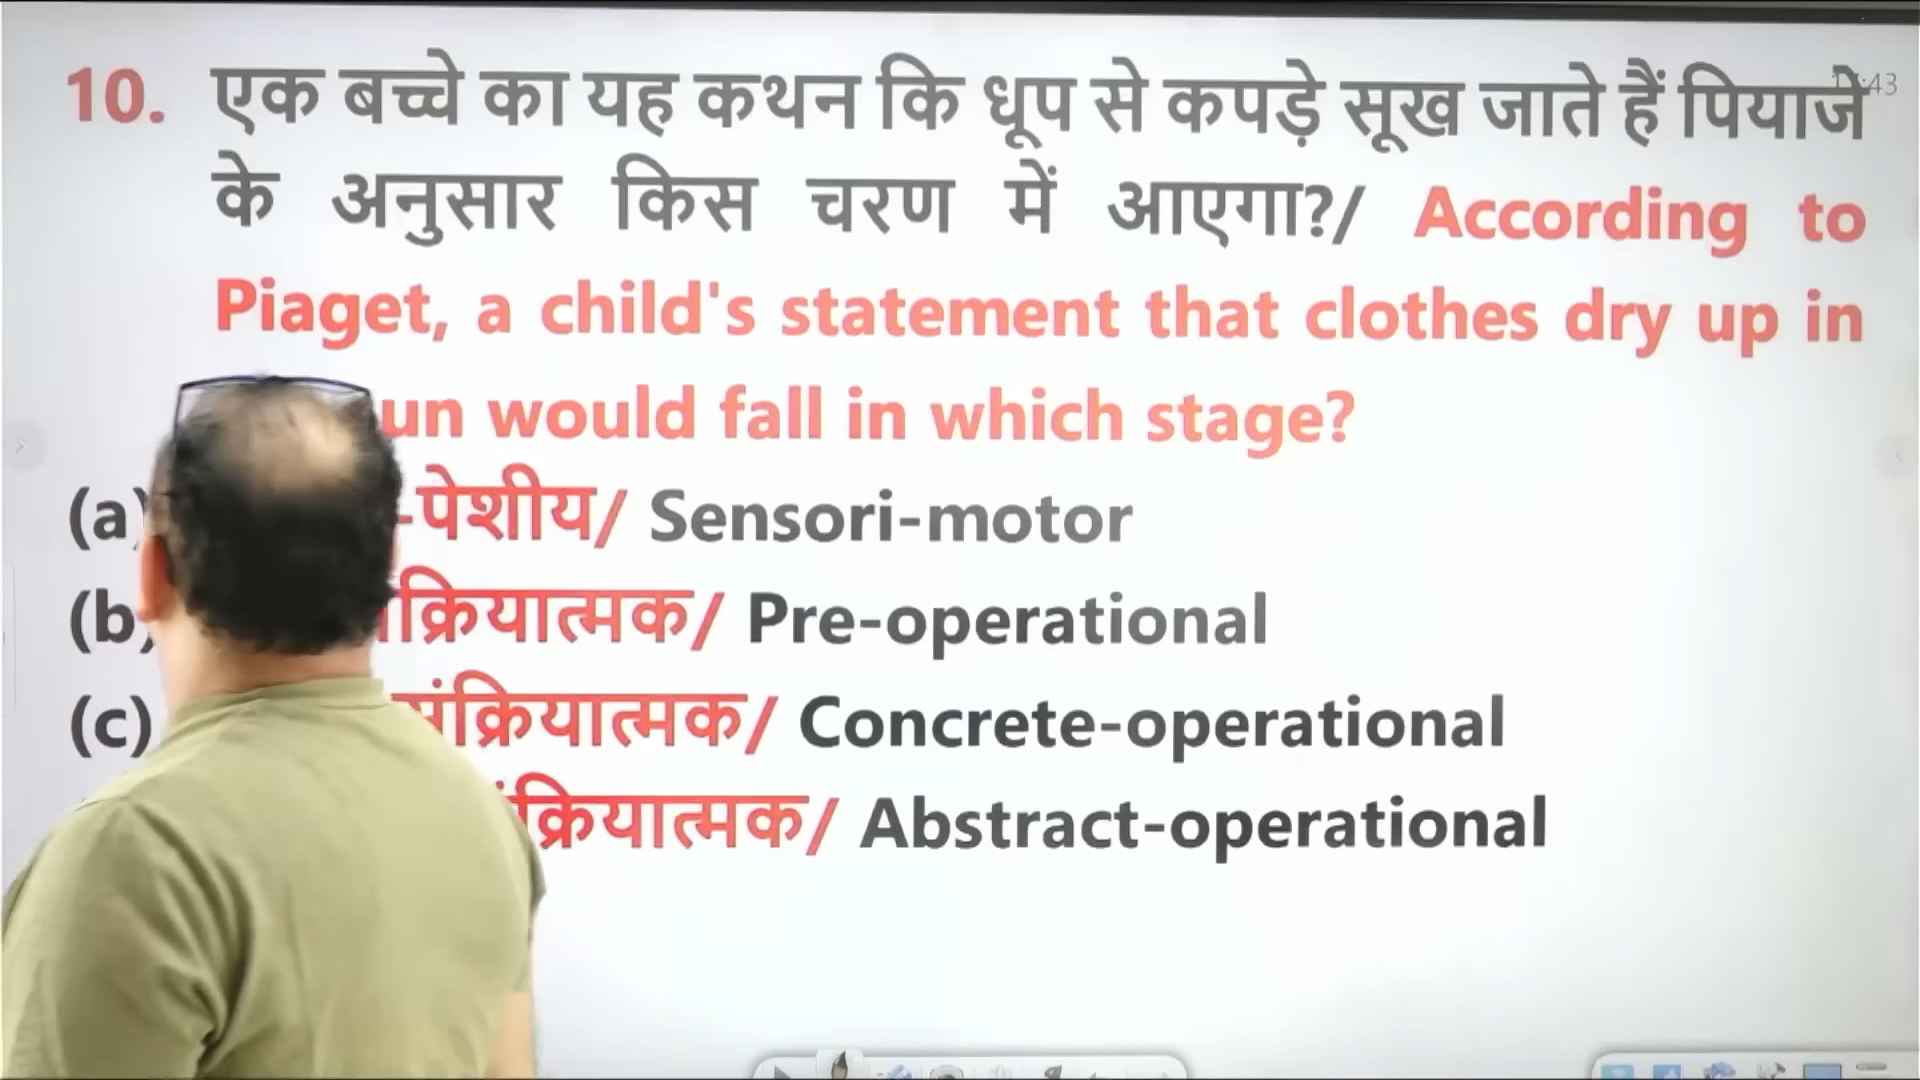 10. एक बच्चे का यह कथन कि धूप से कपड़े सूख जाते हैं पियाजे
के अनुसार किस चरण में आएगा?/ According to
Piaget, a child's statement that clothes dry up in
would fall in which stage?
(a) -पेशीय/ Sensori-motor
(b) Pre-operational
(c) Concrete-operational
Abstract-operational